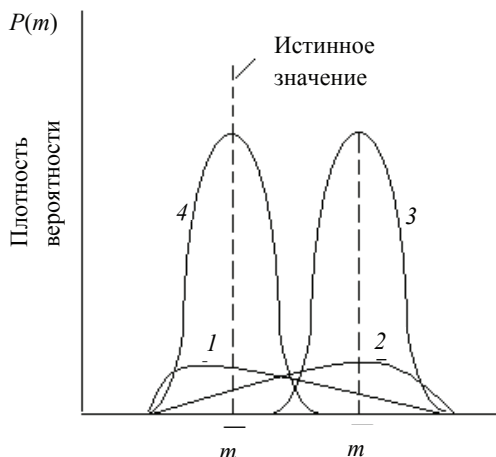 P(m)
Истинное
значение
Плотность
вероятности
4
3
1
2
m
m